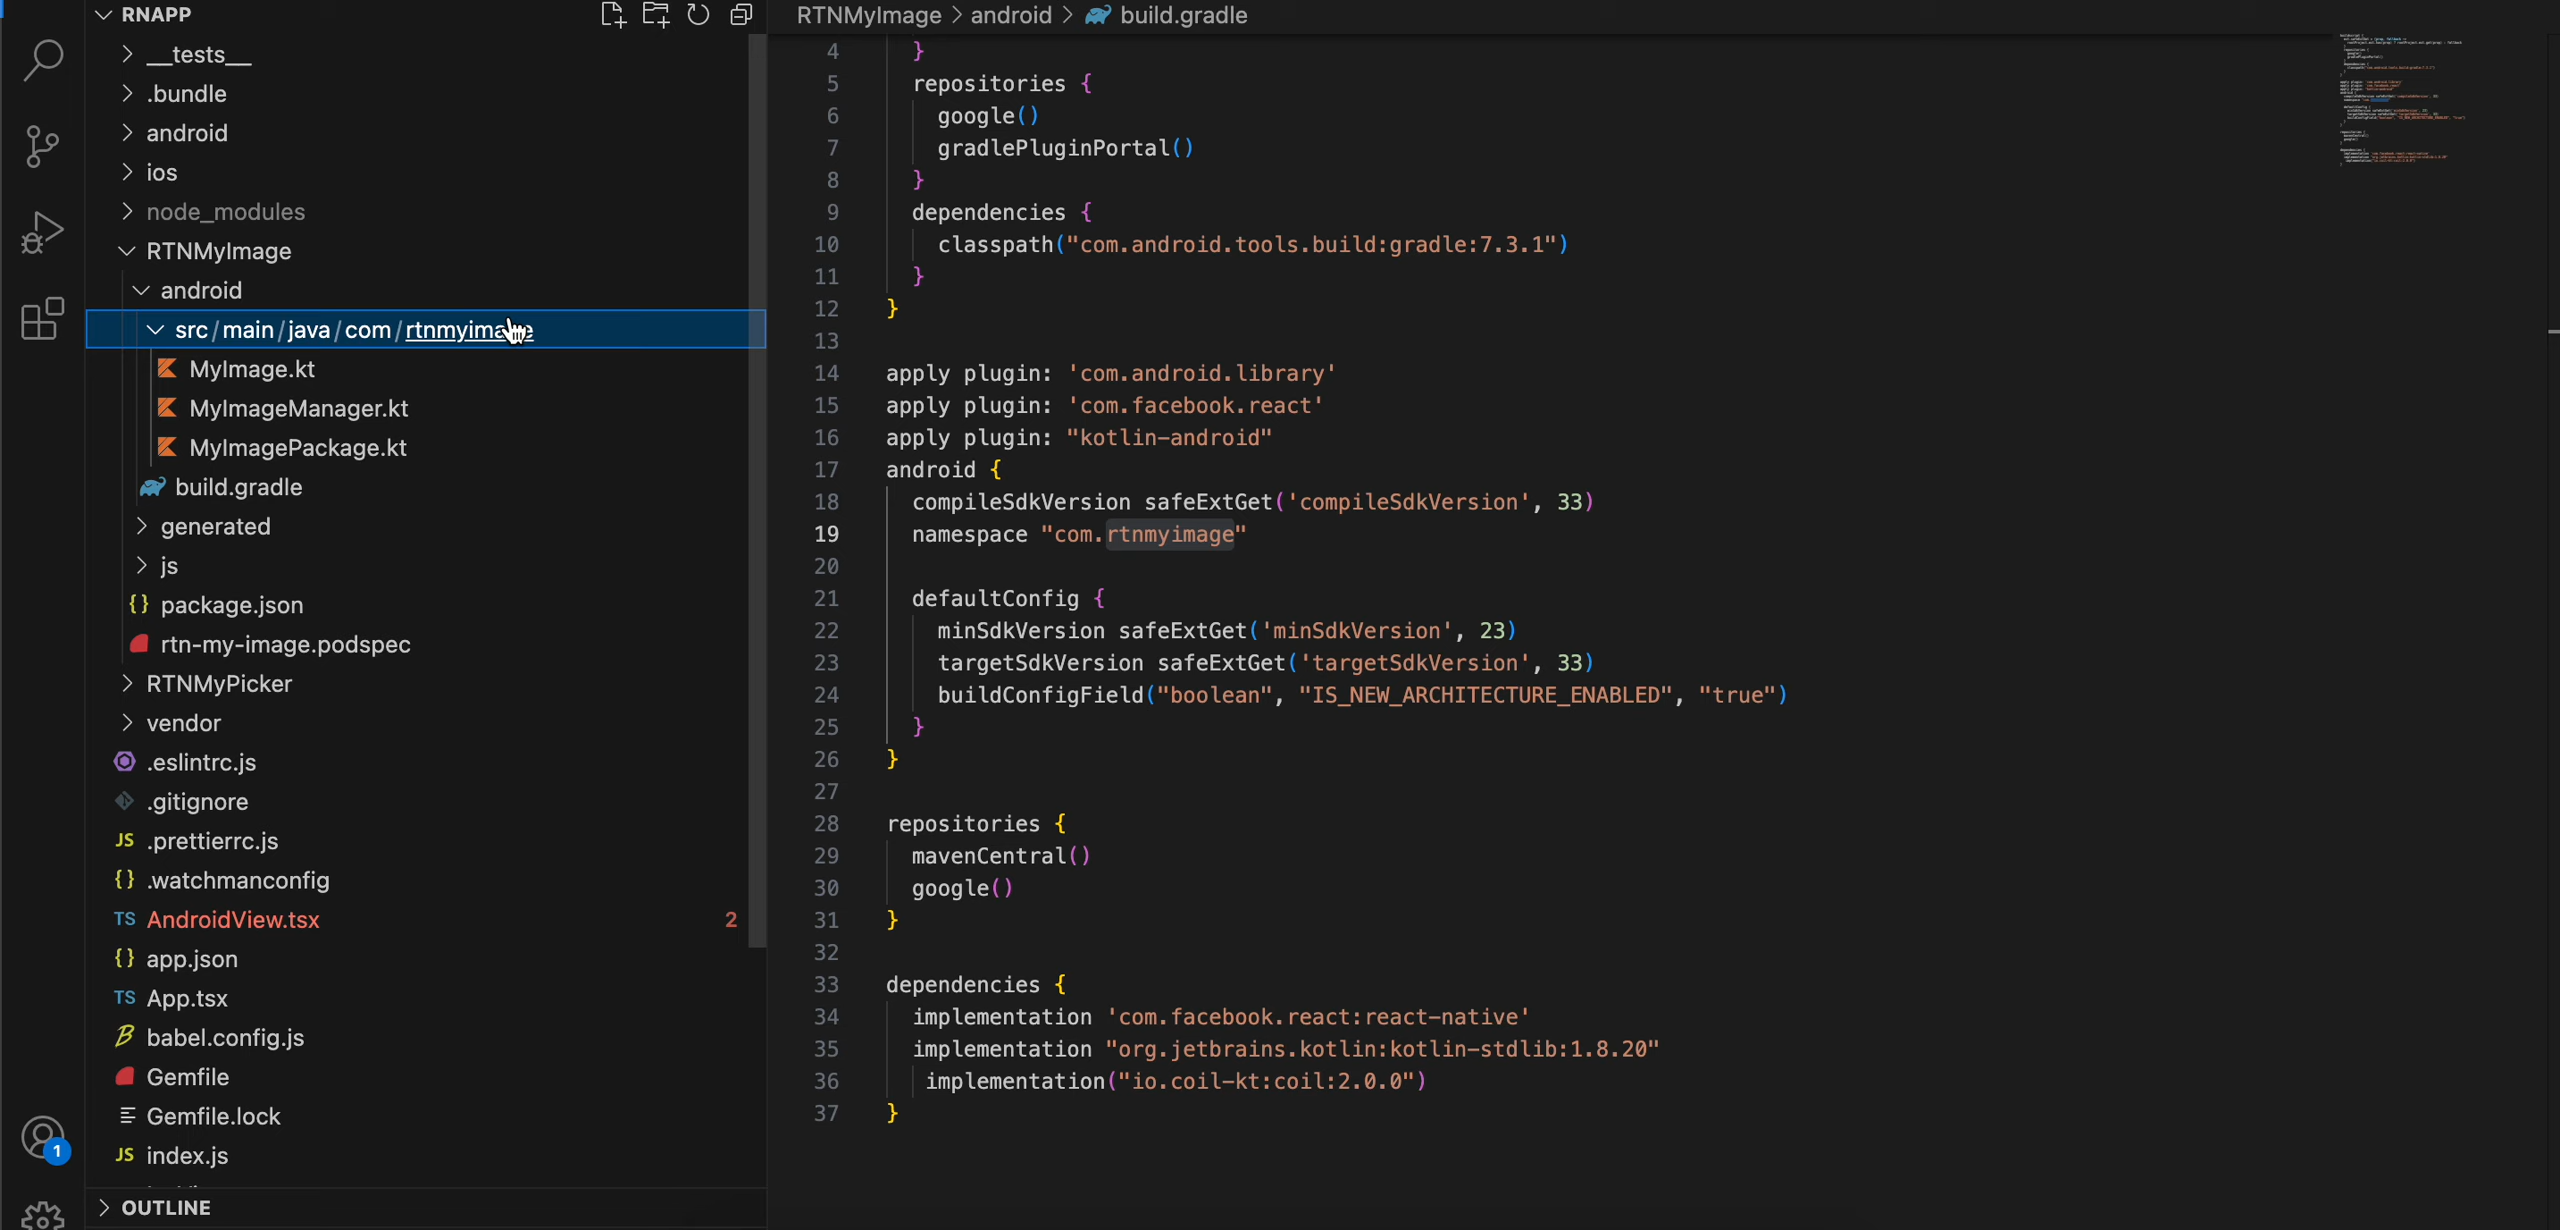 RNAPP
__tests__
.bundle
android
ios
node_modules
RTNMyImage
android
src/main/java/com/rtnmyimage
MyImage.kt
MyImageManager.kt
MyImagePackage.kt
build.gradle
generated
js
{} package.json
rtn-my-image.podspec
RTNMyPicker
vendor
.eslintrc.js
.gitignore
JS .prettierrc.js
{} .watchmanconfig
TS AndroidView.tsx 2
{} app.json
TS App.tsx
babel.config.js
Gemfile
Gemfile.lock
JS index.js
OUTLINE
1
RTNMyImage > android > build.gradle
4 }
5 repositories {
6 google()
7 gradlePluginPortal()
8 }
9 dependencies {
10 classpath("com.android.tools.build:gradle:7.3.1")
11 }
12 }
13
14 apply plugin: 'com.android.library'
15 apply plugin: 'com.facebook.react'
16 apply plugin: "kotlin-android"
17 android {
18 compileSdkVersion safeExtGet('compileSdkVersion', 33)
19 namespace "com.rtnmyimage"
20
21 defaultConfig {
22 minSdkVersion safeExtGet('minSdkVersion', 23)
23 targetSdkVersion safeExtGet('targetSdkVersion', 33)
24 buildConfigField("boolean", "IS_NEW_ARCHITECTURE_ENABLED", "true")
25 }
26 }
27
28 repositories {
29 mavenCentral()
30 google()
31 }
32
33 dependencies {
34 implementation 'com.facebook.react:react-native'
35 implementation "org.jetbrains.kotlin:kotlin-stdlib:1.8.20"
36 implementation("io.coil-kt:coil:2.0.0")
37 }